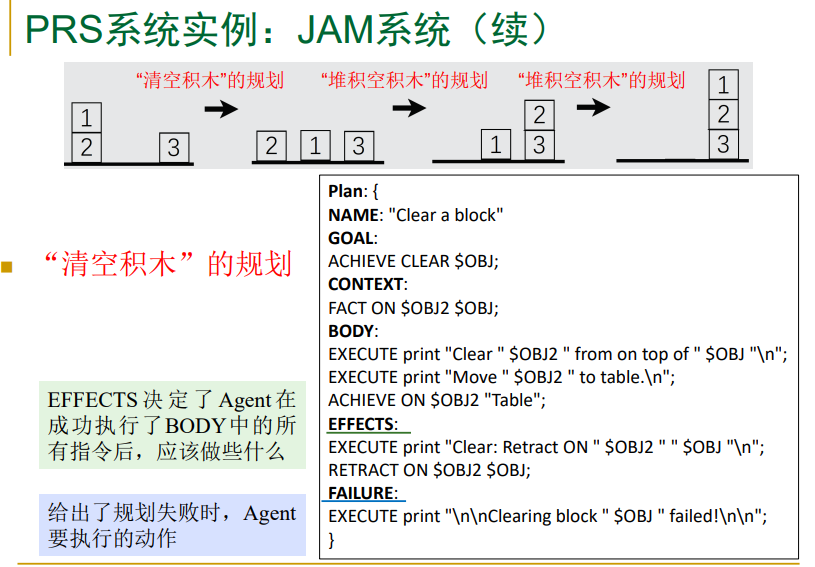 PRS系统实例：JAM系统（续）
“清空积木”的规划 “堆积空积木”的规划 “堆积空积木”的规划
1
2 3
2 1 3
2
1 3
1
2
3
“清空积木”的规划
EFFECTS决定了Agent在
成功执行了BODY中的所
有指令后，应该做些什么
给出了规划失败时，Agent
要执行的动作
Plan: {
NAME: "Clear a block"
GOAL:
ACHIEVE CLEAR $OBJ;
CONTEXT:
FACT ON $OBJ2 $OBJ;
BODY:
EXECUTE print "Clear " $OBJ2 " from on top of " $OBJ "\n";
EXECUTE print "Move " $OBJ2 " to table.\n";
ACHIEVE ON $OBJ2 "Table";
EFFECTS:
EXECUTE print "Clear: Retract ON " $OBJ2 " " $OBJ "\n";
RETRACT ON $OBJ2 $OBJ;
FAILURE:
EXECUTE print "\n\nClearing block " $OBJ " failed!\n\n";
}